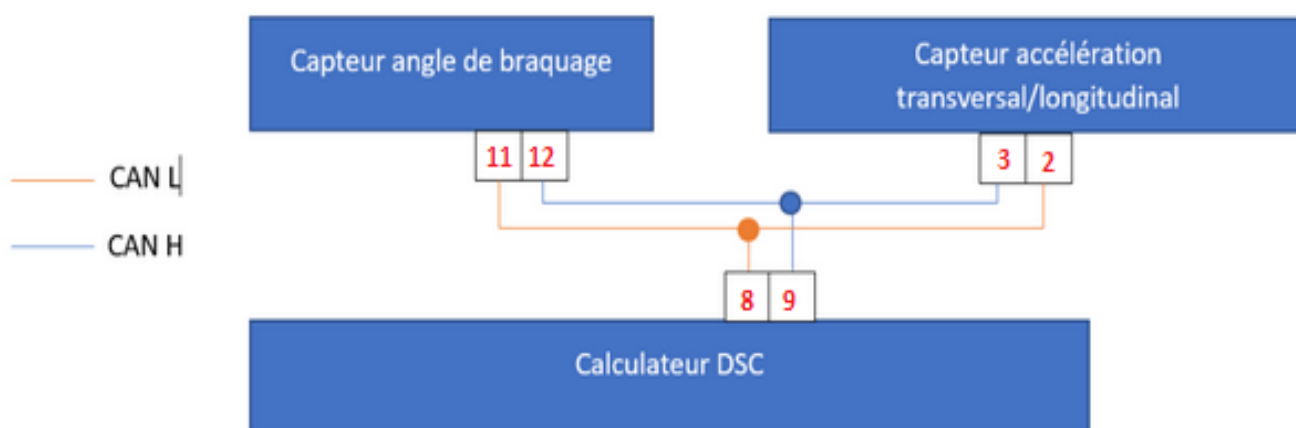 Capteur angle de braquage
Capteur accélération
transversal/longitudinal
11 12
3 2
CAN L
CAN H
8 9
Calculateur DSC